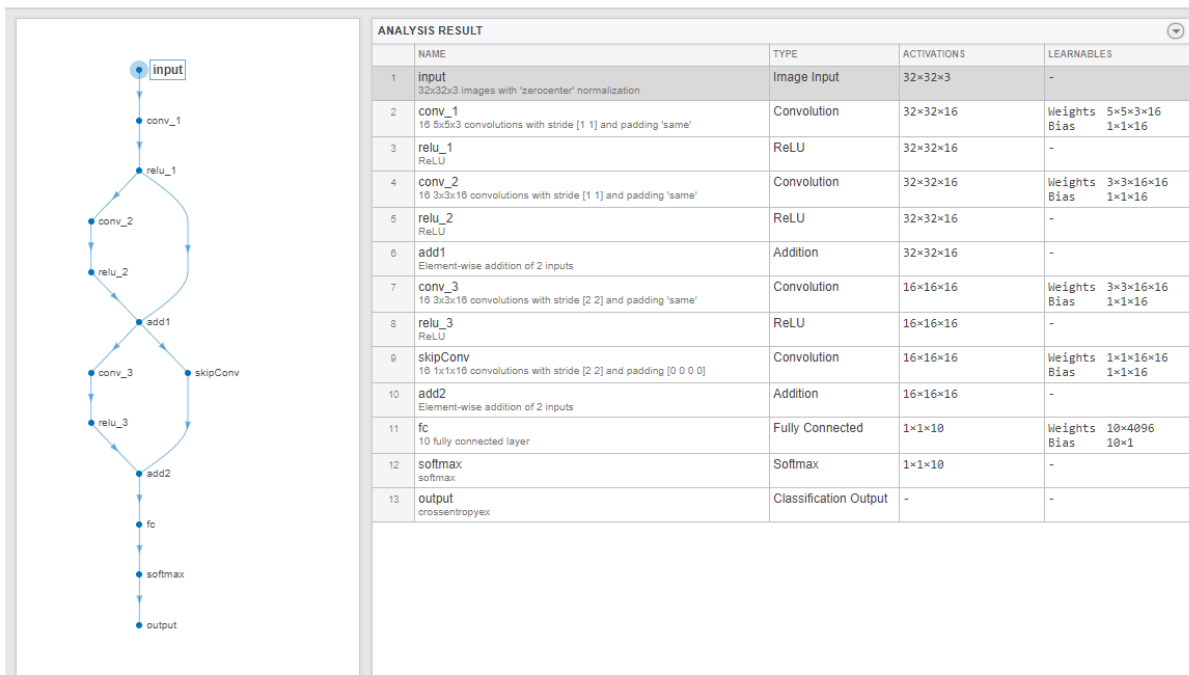 input
conv_1
relu_1
conv_2
relu_2
add1
conv_3
skipConv
relu_3
add2
fc
softmax
output
ANALYSIS RESULT
NAME TYPE ACTIVATIONS LEARNABLES
1 input Image Input 32×32×3 -
32x32x3 images with 'zerocenter' normalization
2 conv_1 Convolution 32×32×16 Weights 5×5×3×16
16 5x5x3 convolutions with stride [1 1] and padding 'same' Bias 1×1×16
3 relu_1 ReLU 32×32×16 -
ReLU
4 conv_2 Convolution 32×32×16 Weights 3×3×16×16
16 3x3x16 convolutions with stride [1 1] and padding 'same' Bias 1×1×16
5 relu_2 ReLU 32×32×16 -
ReLU
6 add1 Addition 32×32×16 -
Element-wise addition of 2 inputs
7 conv_3 Convolution 16×16×16 Weights 3×3×16×16
16 3x3x16 convolutions with stride [2 2] and padding 'same' Bias 1×1×16
8 relu_3 ReLU 16×16×16 -
ReLU
9 skipConv Convolution 16×16×16 Weights 1×1×16×16
16 1x1x16 convolutions with stride [2 2] and padding [0 0 0 0] Bias 1×1×16
10 add2 Addition 16×16×16 -
Element-wise addition of 2 inputs
11 fc Fully Connected 1×1×10 Weights 10×4096
10 fully connected layer Bias 10×1
12 softmax Softmax 1×1×10 -
softmax
13 output Classification Output - -
crossentropyex